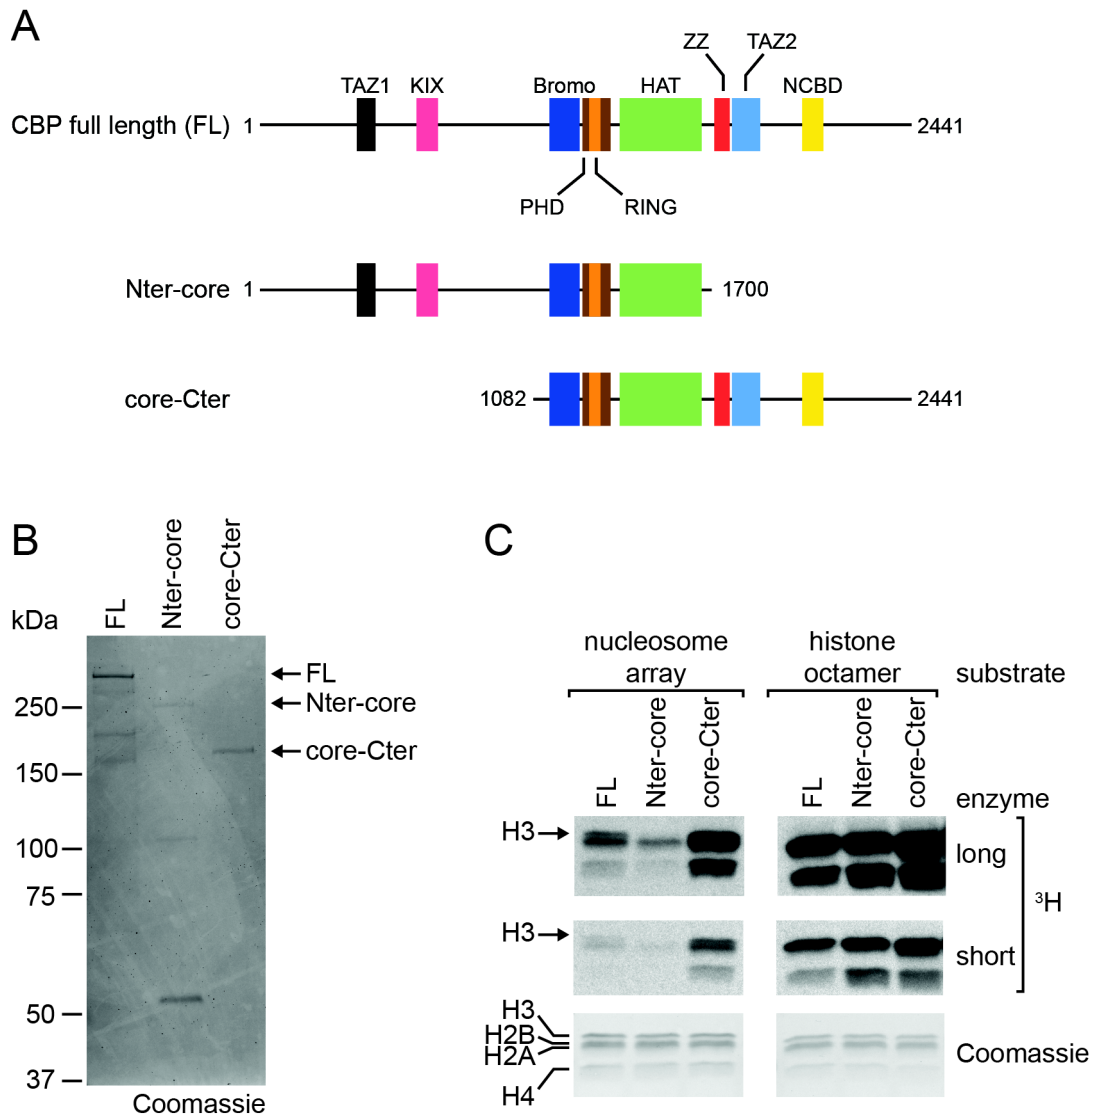 A
ZZ TAZ2
TAZ1 KIX Bromo HAT NCBD
CBP full length (FL) 1 2441
PHD RING
Nter-core 1 1700
core-Cter 1082 2441
B
FL
Nter-core
core-Cter
kDa
FL
250
Nter-core
core-Cter
150
100
75
50
37
Coomassie
C
nucleosome array
histone octamer
substrate
FL
Nter-core
core-Cter
FL
Nter-core
core-Cter
enzyme
H3
long
³H
H3
short
H3
H2B
H2A
H4
Coomassie